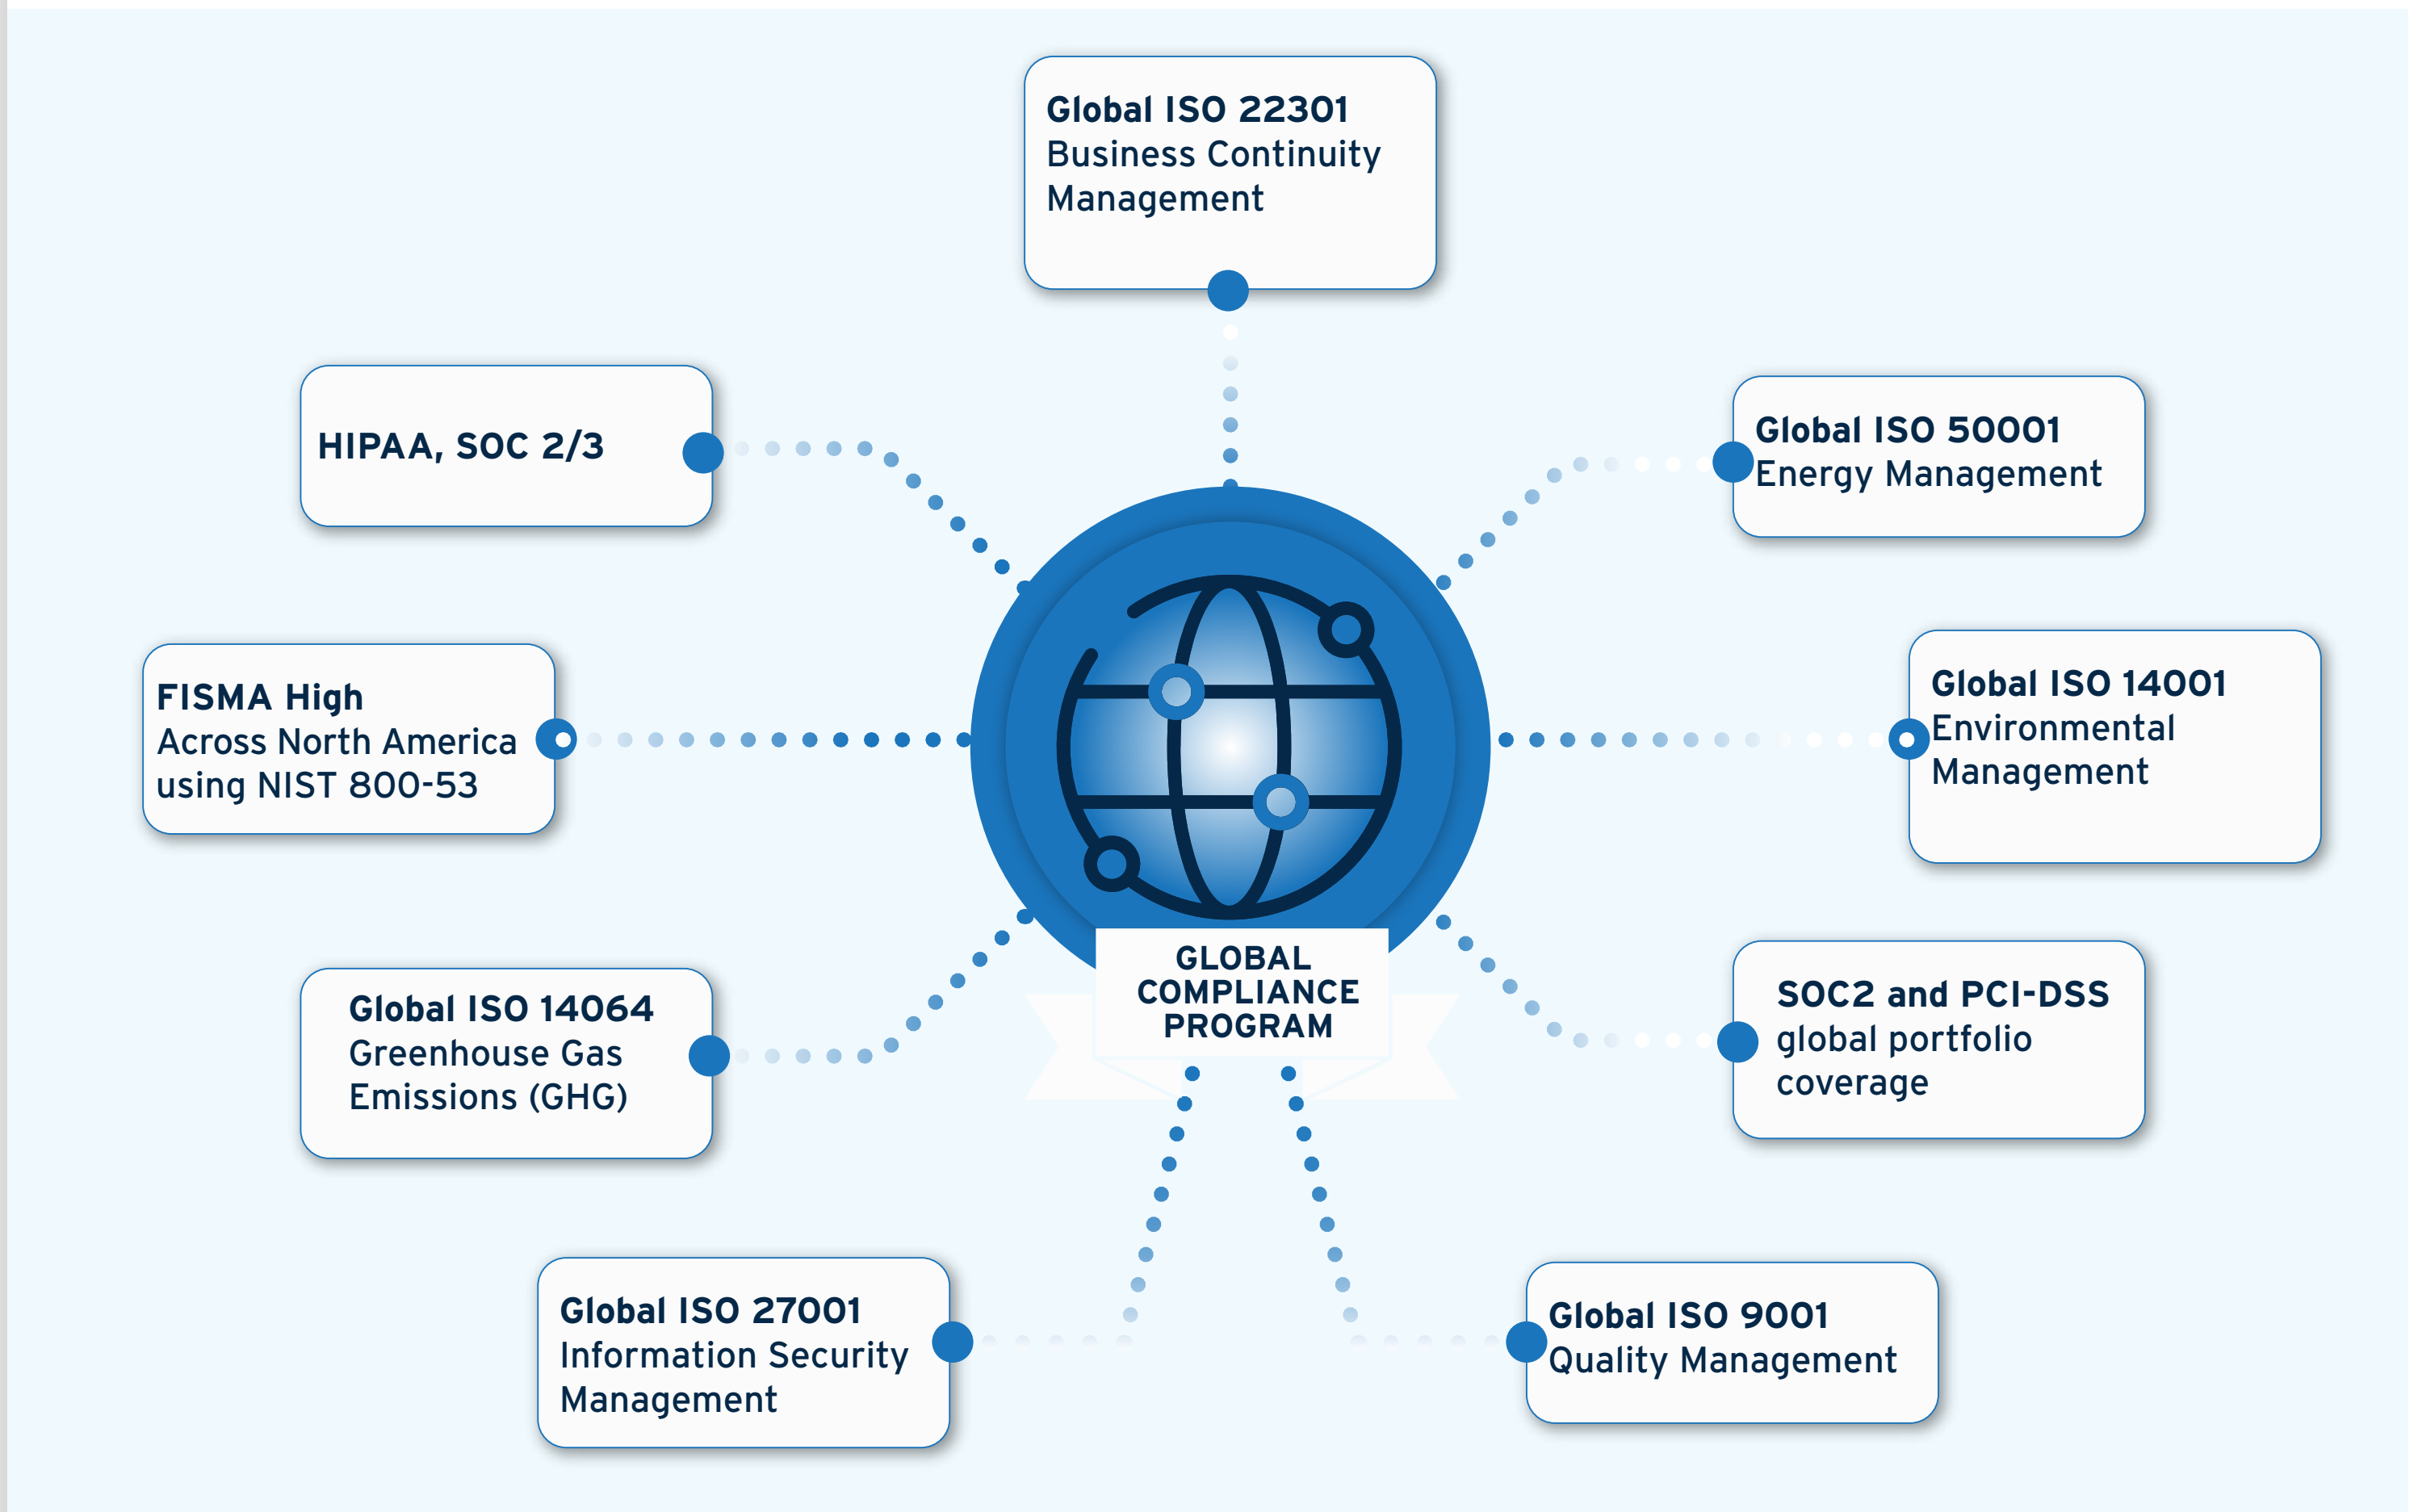 Global ISO 22301
Business Continuity
Management
HIPAA, SOC 2/3
Global ISO 50001
Energy Management
FISMA High
Across North America
using NIST 800-53
Global ISO 14001
Environmental
Management
GLOBAL
COMPLIANCE
PROGRAM
Global ISO 14064
Greenhouse Gas
Emissions (GHG)
SOC2 and PCI-DSS
global portfolio
coverage
Global ISO 27001
Information Security
Management
Global ISO 9001
Quality Management